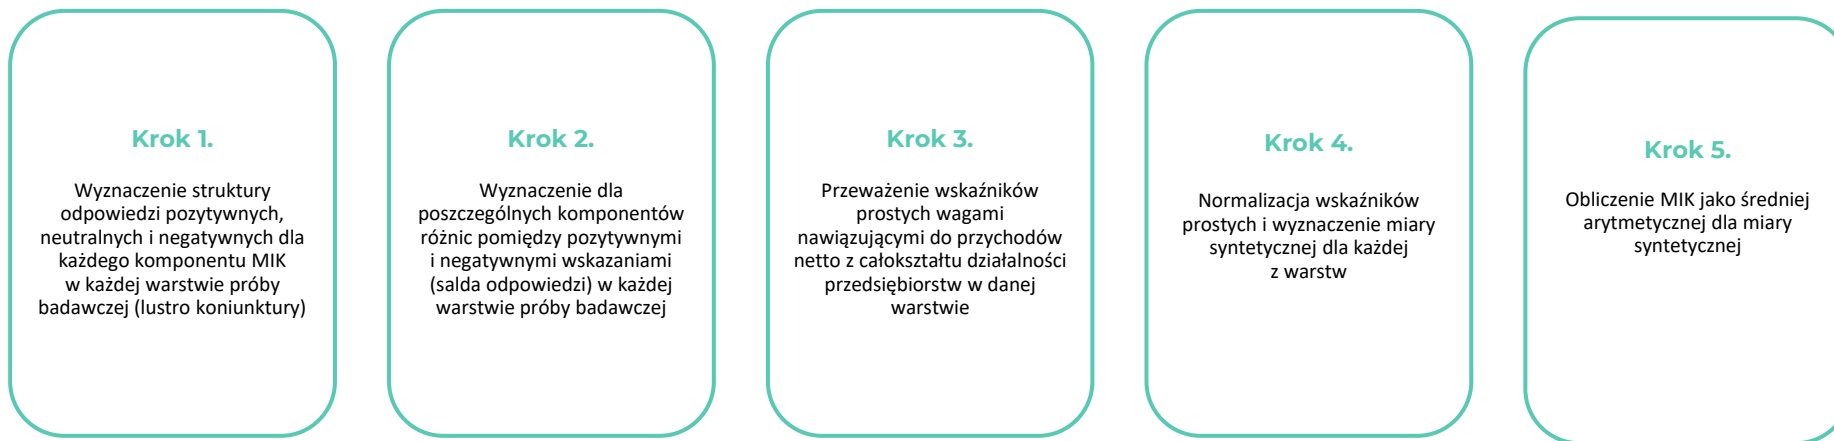 Krok 1.
Wyznaczenie struktury
odpowiedzi pozytywnych,
neutralnych i negatywnych dla
każdego komponentu MIK
w każdej warstwie próby
badawczej (lustro koniunktury)
Krok 2.
Wyznaczenie dla
poszczególnych komponentów
różnic pomiędzy pozytywnymi
i negatywnymi wskazaniami
(salda odpowiedzi) w każdej
warstwie próby badawczej
Krok 3.
Przeważenie wskaźników
prostych wagami
nawiązującymi do przychodów
netto z całokształtu działalności
przedsiębiorstw w danej
warstwie
Krok 4.
Normalizacja wskaźników
prostych i wyznaczenie miary
syntetycznej dla każdej
z warstw
Krok 5.
Obliczenie MIK jako średniej
arytmetycznej dla miary
syntetycznej